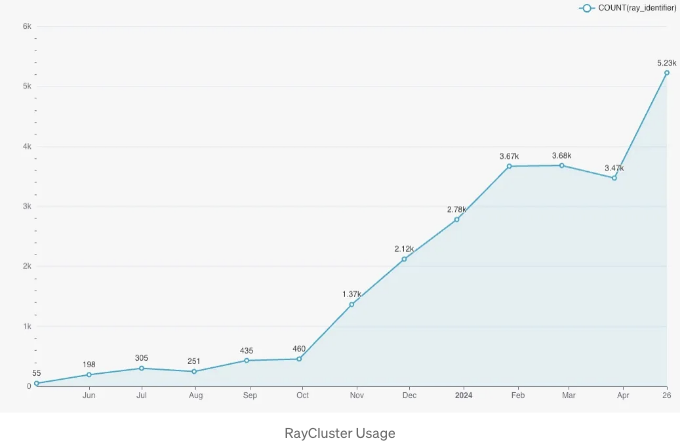 COUNT(ray_identifier)
6k
5.23k
5k
4k
3.67k
3.68k
3.47k
3k
2.78k
2.12k
2k
1.37k
1k
460
435
305
251
198
55
0
Jun Jul Aug Sep Oct Nov Dec 2024 Feb Mar Apr 26
RayCluster Usage